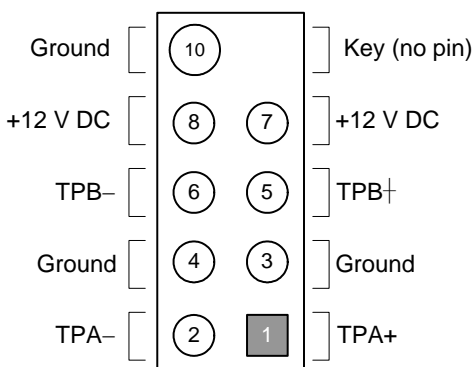 Ground 10 Key (no pin)
+12 V DC 8 7 +12 V DC
TPB– 6 5 TPB+
Ground 4 3 Ground
TPA– 2 1 TPA+